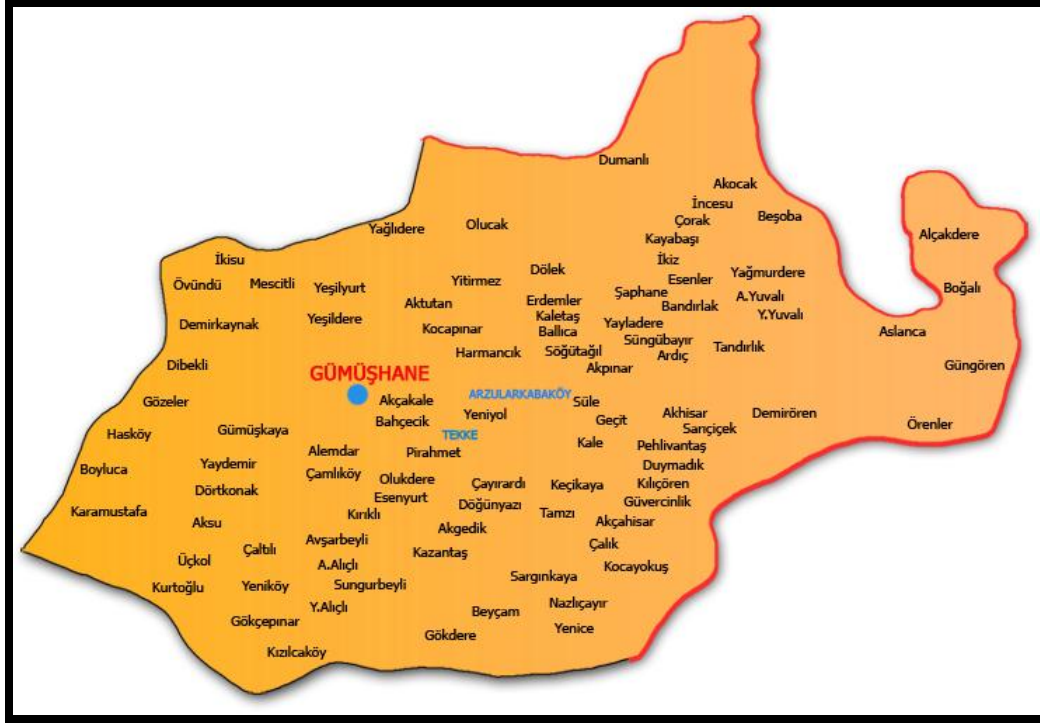 Dumanlı
Akocak
İncesu
Çorak
Beşoba
Yağlıdere
Olucak
Kayabaşı
Alçakdere
İkisu
İkiz
Dölek
Yağmurdere
Övündü
Mescitli
Yeşilyurt
Yitirmez
Esenler
Boğalı
Şaphane
Aktutan
Erdemler
Bandırlak
A.Yuvalı
Kaletaş
Y.Yuvalı
Demirkaynak
Yeşildere
Kocapınar
Ballıca
Yayladere
Aslanca
Süngübayır
Harmancık
Söğütağıl
Ardıç
Tandırlık
Dibekli
Akpınar
Güngören
GÜMÜŞHANE
Gözeler
Akçakale
ARZULARKABAKÖY
Süle
Bahçecik
Yeniyol
Geçit
Akhisar
Demirören
Sarıçiçek
Örenler
Hasköy
Gümüşkaya
TEKKE
Kale
Pehlivantaş
Alemdar
Pirahmet
Boyluca
Yaydemir
Duymadık
Çamlıköy
Olukdere
Çayırardı
Keçikaya
Kılıçören
Dörtkonak
Esenyurt
Güvercinlik
Karamustafa
Kırıklı
Döğünyazı
Tamzı
Aksu
Akgedik
Akçahisar
Avşarbeyli
Çaltılı
Kazantaş
Çalık
Üçkol
A.Alıçlı
Kocayokuş
Kurtoğlu
Yeniköy
Sungurbeyli
Sargınkaya
Y.Alıçlı
Beyçam
Nazlıçayır
Gökçepınar
Gökdere
Yenice
Kızılcaköy